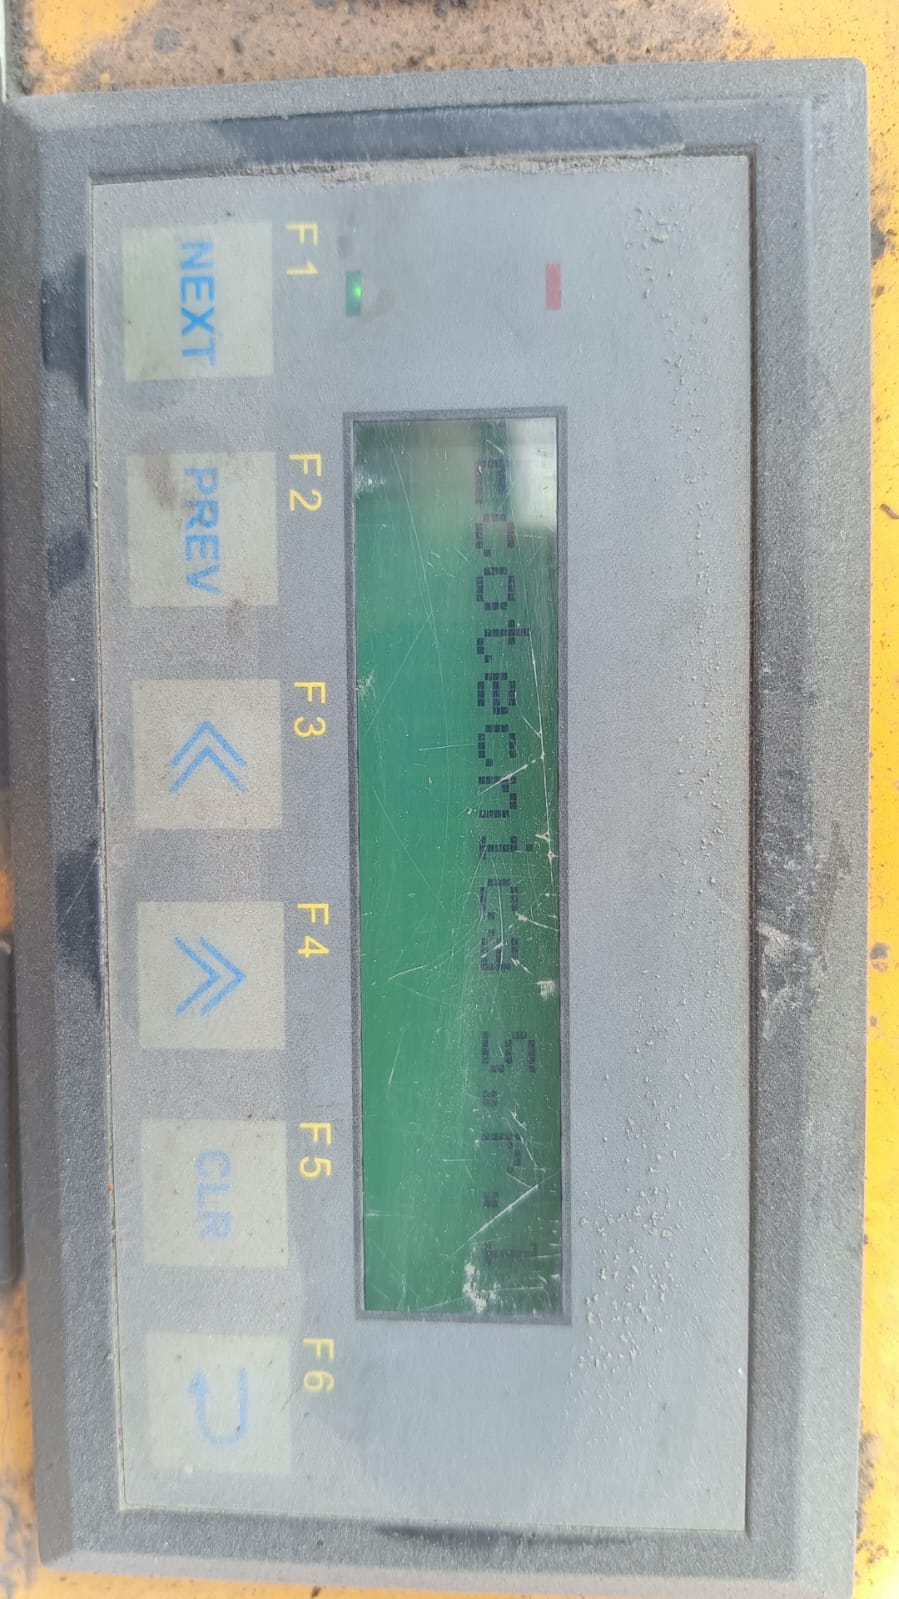 Ecotecnica S.r.l
F1 F2 F3 F4 F5 F6
NEXT PREV CLR